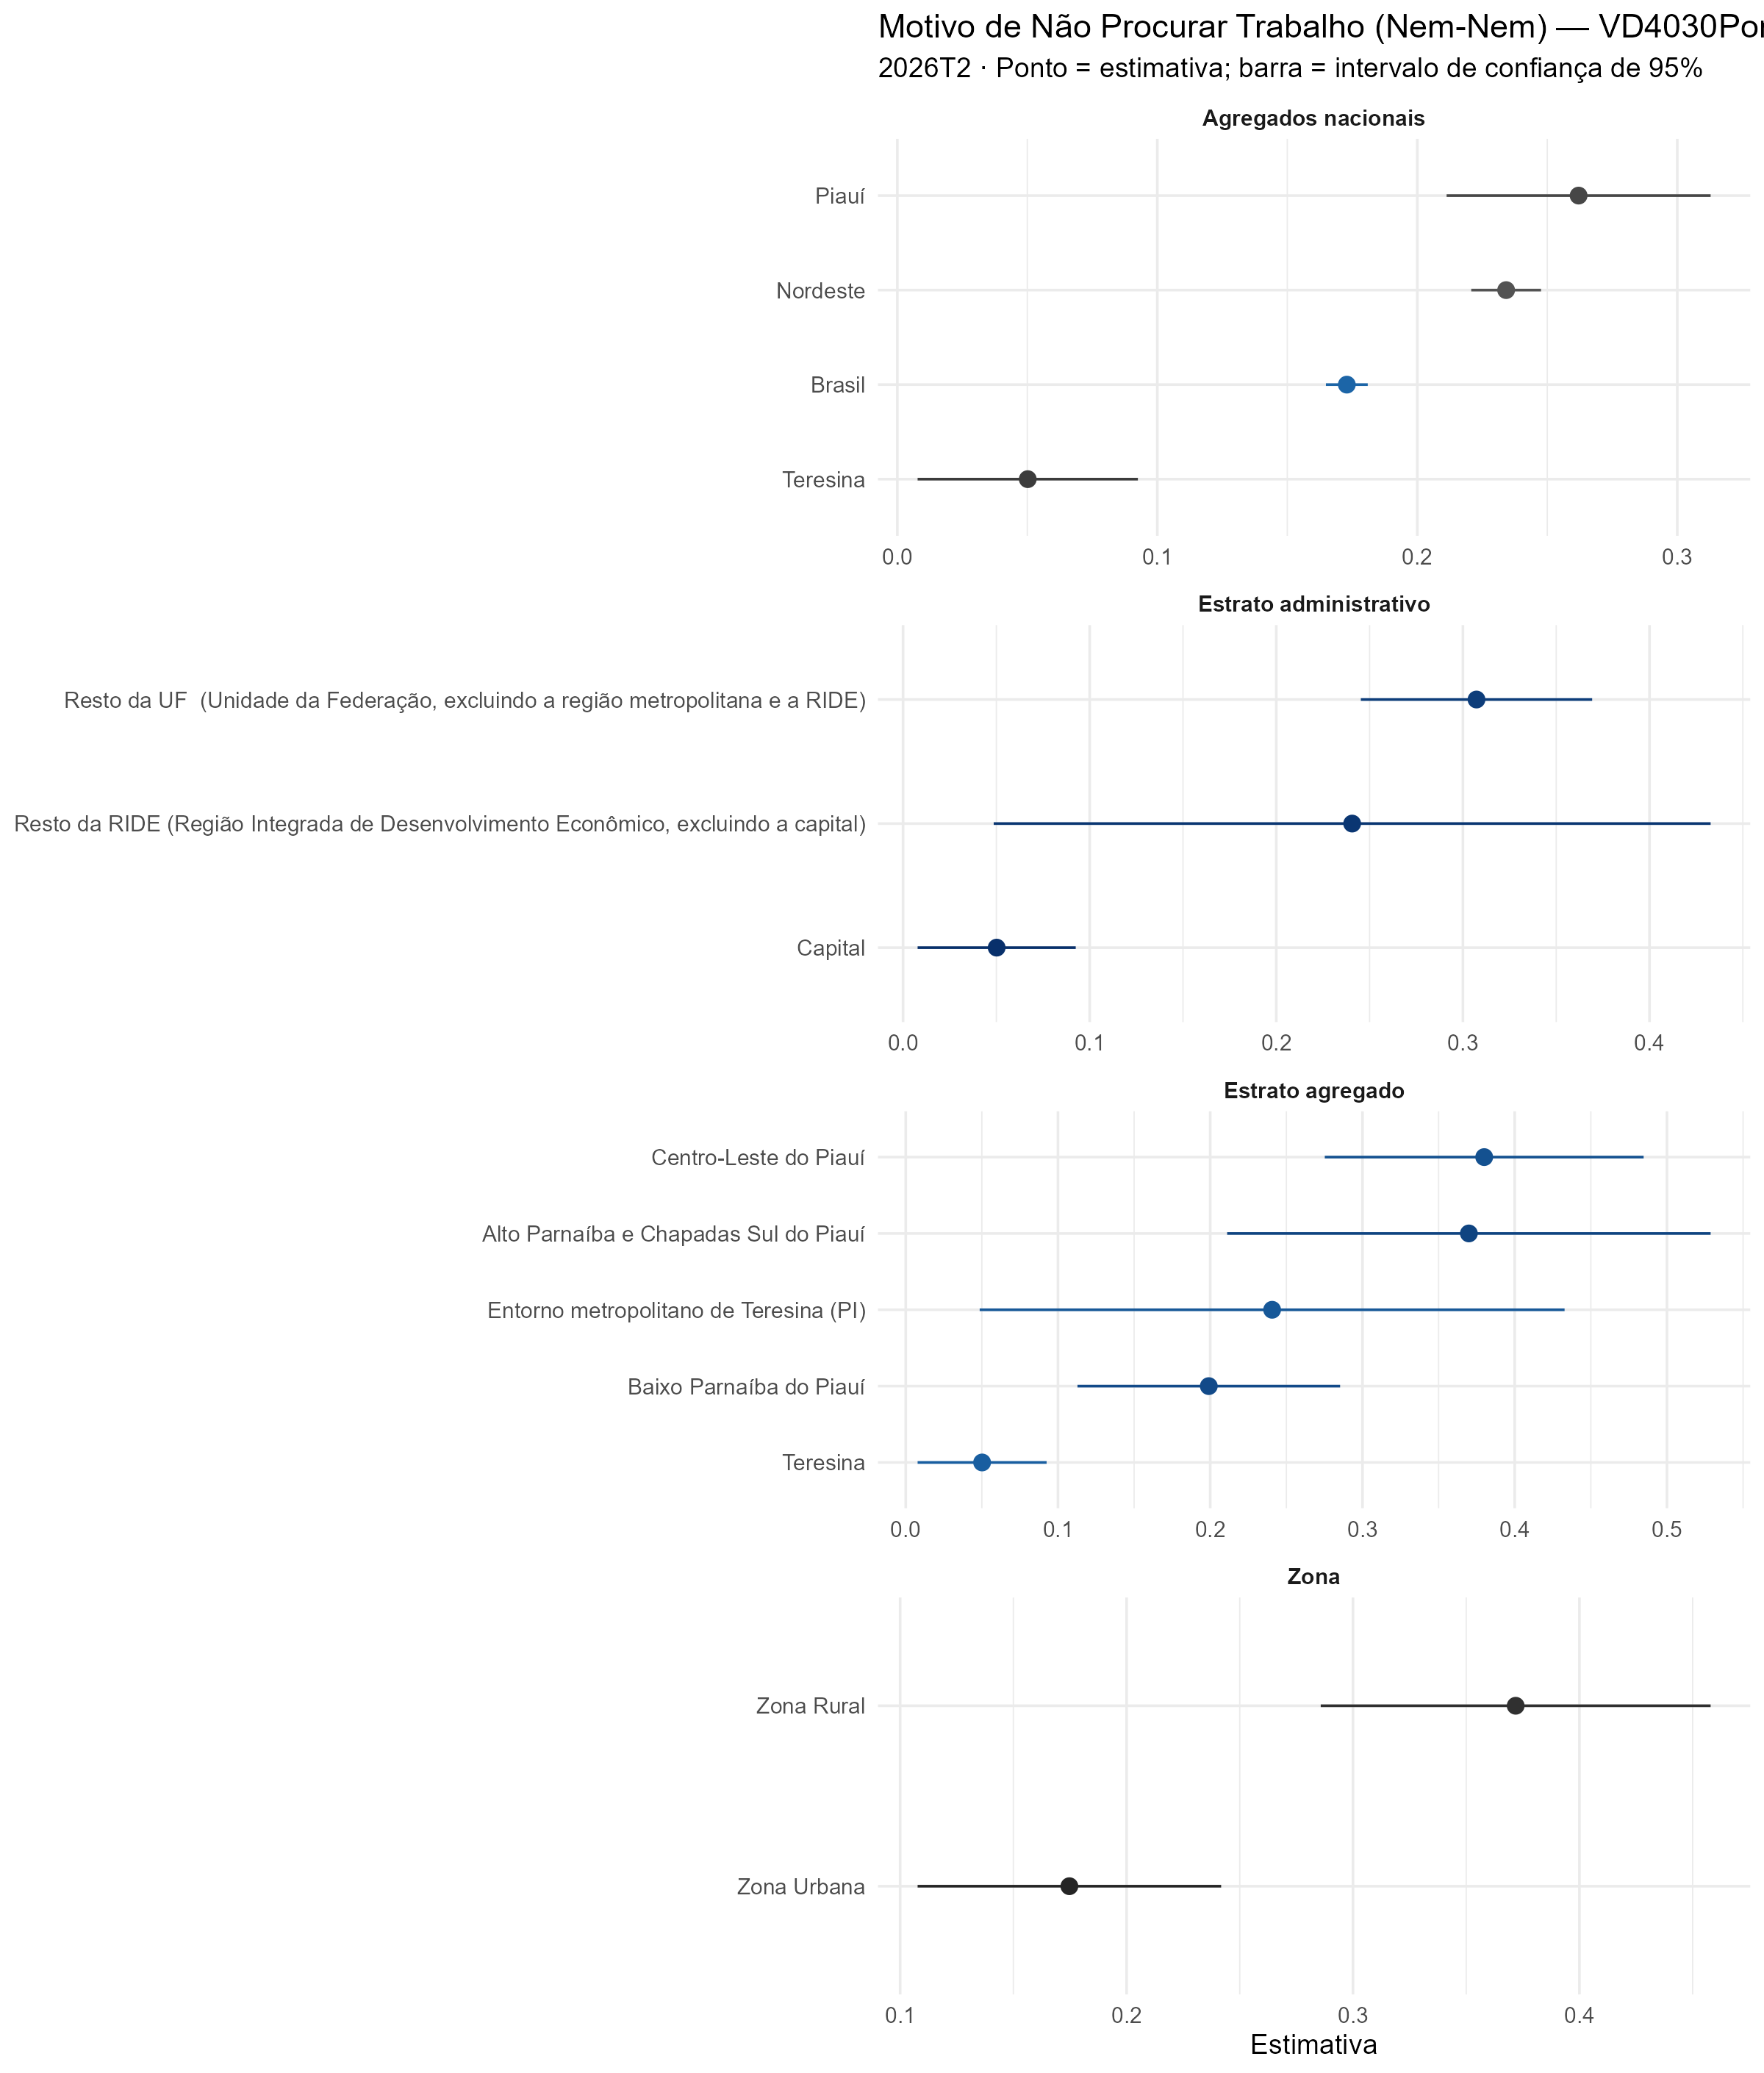 Motivo de Não Procurar Trabalho (Nem-Nem) — VD4030Por
2026T2 · Ponto = estimativa; barra = intervalo de confiança de 95%
Agregados nacionais
Piauí
Nordeste
Brasil
Teresina
0.0 0.1 0.2 0.3
Estrato administrativo
Resto da UF  (Unidade da Federação, excluindo a região metropolitana e a RIDE)
Resto da RIDE (Região Integrada de Desenvolvimento Econômico, excluindo a capital)
Capital
0.0 0.1 0.2 0.3 0.4
Estrato agregado
Centro-Leste do Piauí
Alto Parnaíba e Chapadas Sul do Piauí
Entorno metropolitano de Teresina (PI)
Baixo Parnaíba do Piauí
Teresina
0.0 0.1 0.2 0.3 0.4 0.5
Zona
Zona Rural
Zona Urbana
0.1 0.2 0.3 0.4
Estimativa